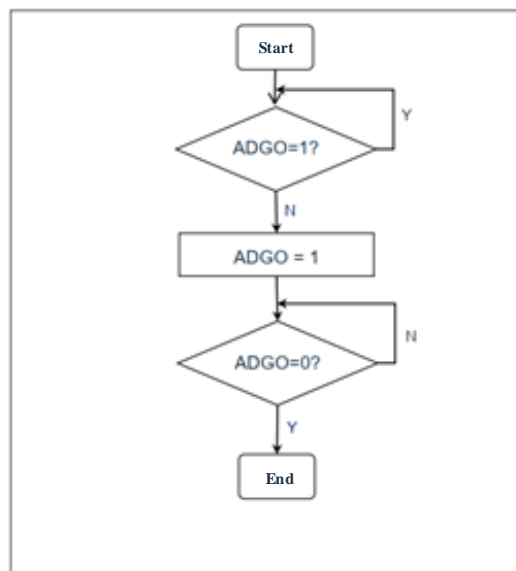 Start
Y
ADGO=1?
N
ADGO = 1
N
ADGO=0?
Y
End